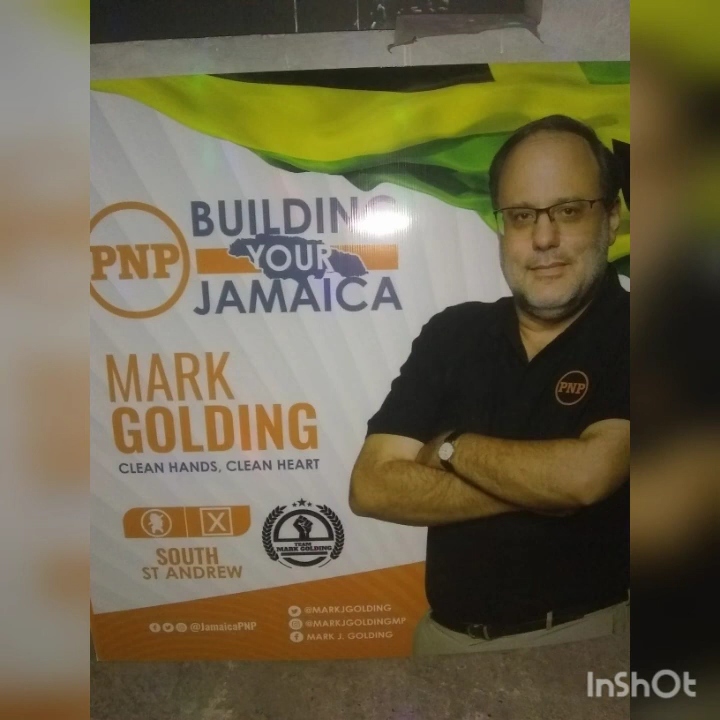 PNP
BUILDING
YOUR
JAMAICA
MARK
GOLDING
CLEAN HANDS, CLEAN HEART
PNP
X
SOUTH
ST ANDREW
TEAM
MARK GOLDING
@JamaicaPNP
@MARKJGOLDING
@MARKJGOLDINGMP
MARK J. GOLDING
InShOt